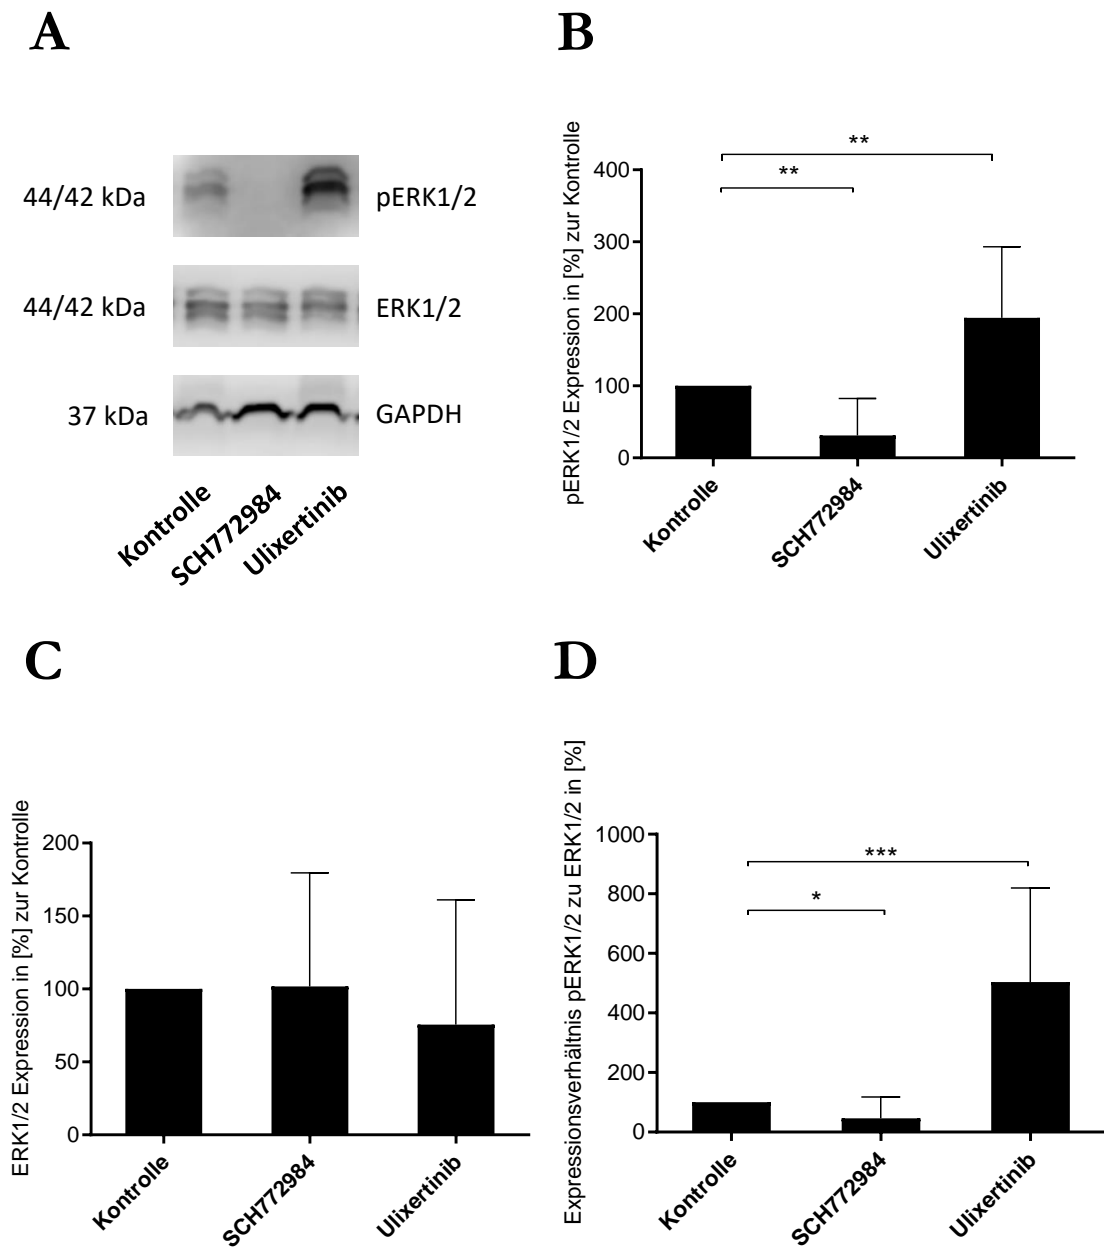 A
44/42 kDa
pERK1/2
44/42 kDa
ERK1/2
37 kDa
GAPDH
Kontrolle
SCH772984
Ulixertinib
B
pERK1/2 Expression in [%] zur Kontrolle
400
300
200
100
0
**
**
Kontrolle
SCH772984
Ulixertinib
C
ERK1/2 Expression in [%] zur Kontrolle
200
150
100
50
0
Kontrolle
SCH772984
Ulixertinib
D
Expressionsverhältnis pERK1/2 zu ERK1/2 in [%]
1000
800
600
400
200
0
***
*
Kontrolle
SCH772984
Ulixertinib